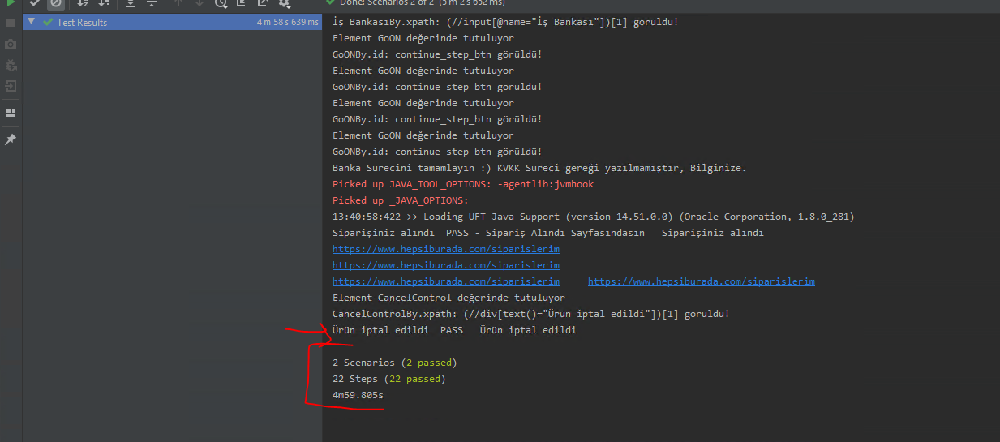 Done: Scenarios 2 of 2 (5 m 2 s 652 ms)
Test Results 4 m 58 s 639 ms
İş BankasıBy.xpath: (//input[@name="İş Bankası"])[1] görüldü!
Element GoON değerinde tutuluyor
GoONBy.id: continue_step_btn görüldü!
Element GoON değerinde tutuluyor
GoONBy.id: continue_step_btn görüldü!
Element GoON değerinde tutuluyor
GoONBy.id: continue_step_btn görüldü!
Element GoON değerinde tutuluyor
GoONBy.id: continue_step_btn görüldü!
Banka Sürecini tamamlayın :) KVKK Süreci gereği yazılmamıştır, Bilginize.
Picked up JAVA_TOOL_OPTIONS: -agentlib:jvmhook
Picked up _JAVA_OPTIONS:
13:40:58:422 >> Loading UFT Java Support (version 14.51.0.0) (Oracle Corporation, 1.8.0_281)
Siparişiniz alındı  PASS - Sipariş Alındı Sayfasındasın   Siparişiniz alındı
https://www.hepsiburada.com/siparislerim
https://www.hepsiburada.com/siparislerim
https://www.hepsiburada.com/siparislerim     https://www.hepsiburada.com/siparislerim
Element CancelControl değerinde tutuluyor
CancelControlBy.xpath: (//div[text()="Ürün iptal edildi"])[1] görüldü!
Ürün iptal edildi  PASS   Ürün iptal edildi
2 Scenarios (2 passed)
22 Steps (22 passed)
4m59.805s